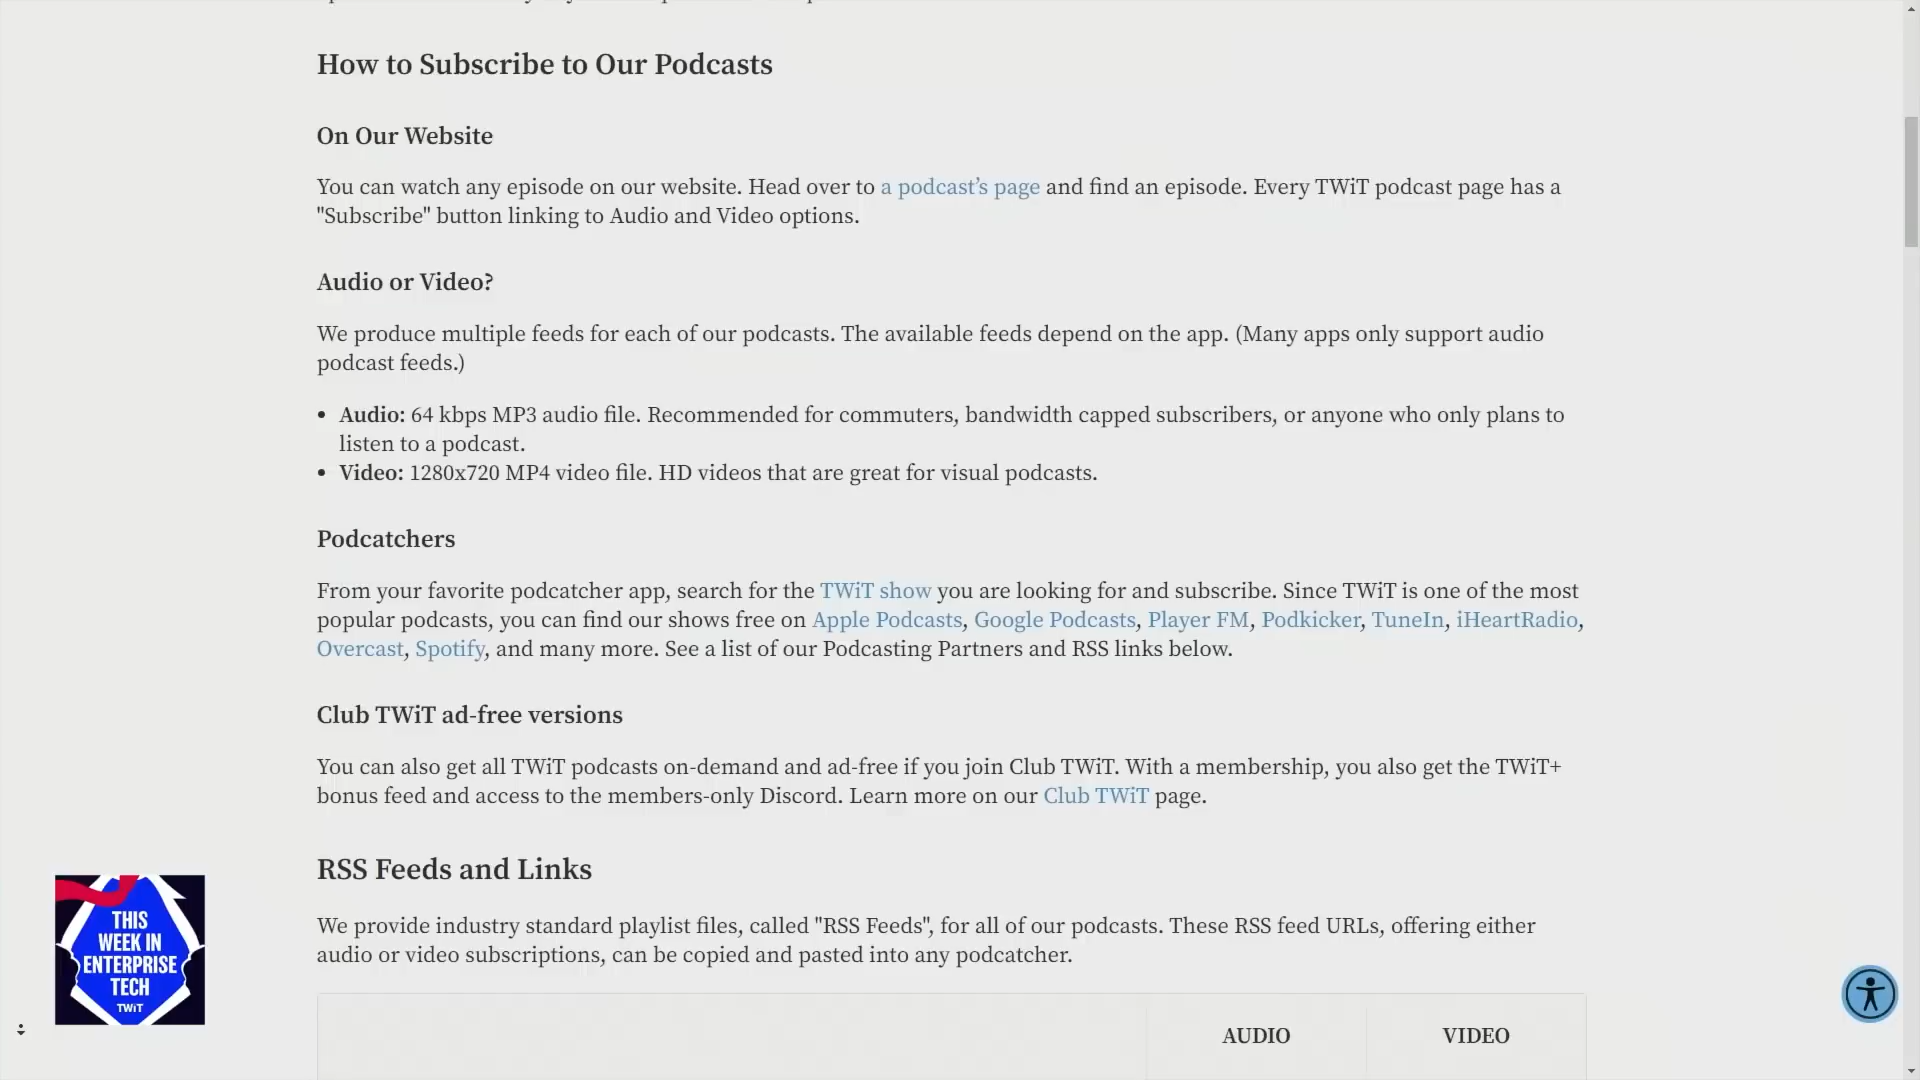 How to Subscribe to Our Podcasts
On Our Website
You can watch any episode on our website. Head over to a podcast’s page and find an episode. Every TWiT podcast page has a
"Subscribe" button linking to Audio and Video options.
Audio or Video?
We produce multiple feeds for each of our podcasts. The available feeds depend on the app. (Many apps only support audio
podcast feeds.)
• Audio: 64 kbps MP3 audio file. Recommended for commuters, bandwidth capped subscribers, or anyone who only plans to
listen to a podcast.
• Video: 1280x720 MP4 video file. HD videos that are great for visual podcasts.
Podcatchers
From your favorite podcatcher app, search for the TWiT show you are looking for and subscribe. Since TWiT is one of the most
popular podcasts, you can find our shows free on Apple Podcasts, Google Podcasts, Player FM, Podkicker, TuneIn, iHeartRadio,
Overcast, Spotify, and many more. See a list of our Podcasting Partners and RSS links below.
Club TWiT ad-free versions
You can also get all TWiT podcasts on-demand and ad-free if you join Club TWiT. With a membership, you also get the TWiT+
bonus feed and access to the members-only Discord. Learn more on our Club TWiT page.
RSS Feeds and Links
We provide industry standard playlist files, called "RSS Feeds", for all of our podcasts. These RSS feed URLs, offering either
audio or video subscriptions, can be copied and pasted into any podcatcher.
AUDIO VIDEO
THIS
WEEK IN
ENTERPRISE
TECH
TWiT